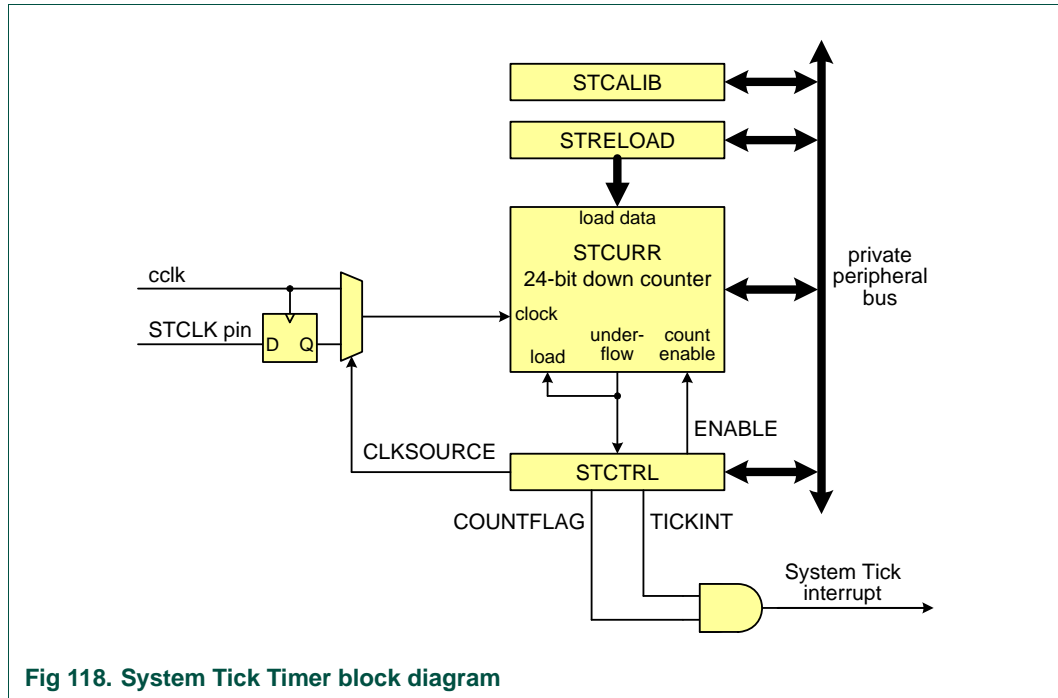 STCALIB
STRELOAD
load data
STCURR
24-bit down counter
private
peripheral
bus
cclk
clock
STCLK pin
D Q
under-
flow
count
enable
load
ENABLE
CLKSOURCE
STCTRL
COUNTFLAG
TICKINT
System Tick
interrupt
Fig 118. System Tick Timer block diagram